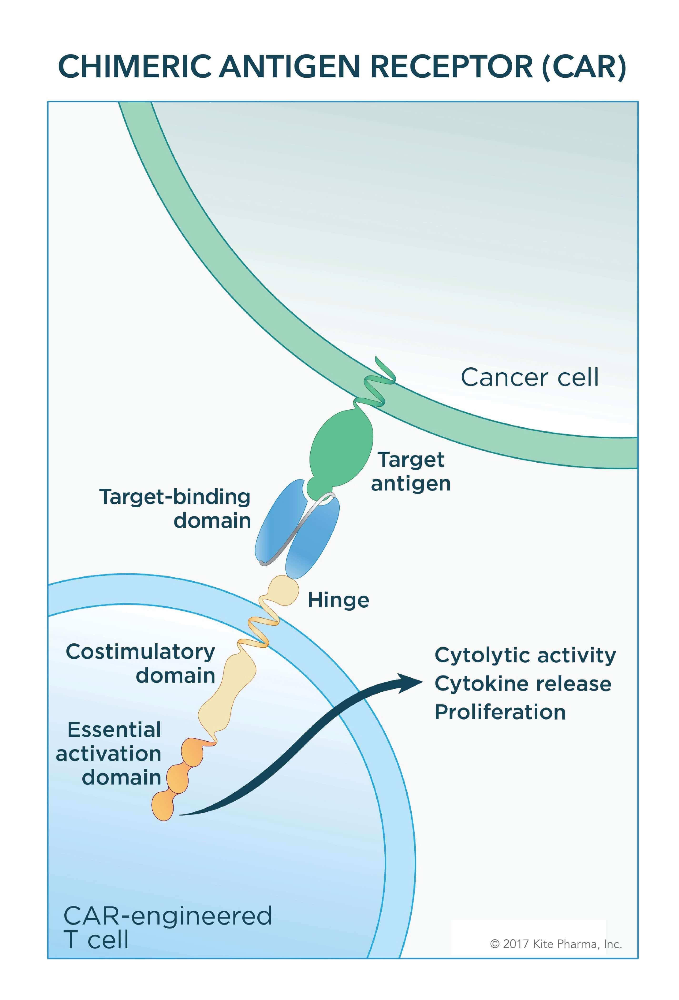 CHIMERIC ANTIGEN RECEPTOR (CAR)
Cancer cell
Target
antigen
Target-binding
domain
Hinge
Costimulatory
domain
Cytolytic activity
Cytokine release
Proliferation
Essential
activation
domain
CAR-engineered
T cell
© 2017 Kite Pharma, Inc.